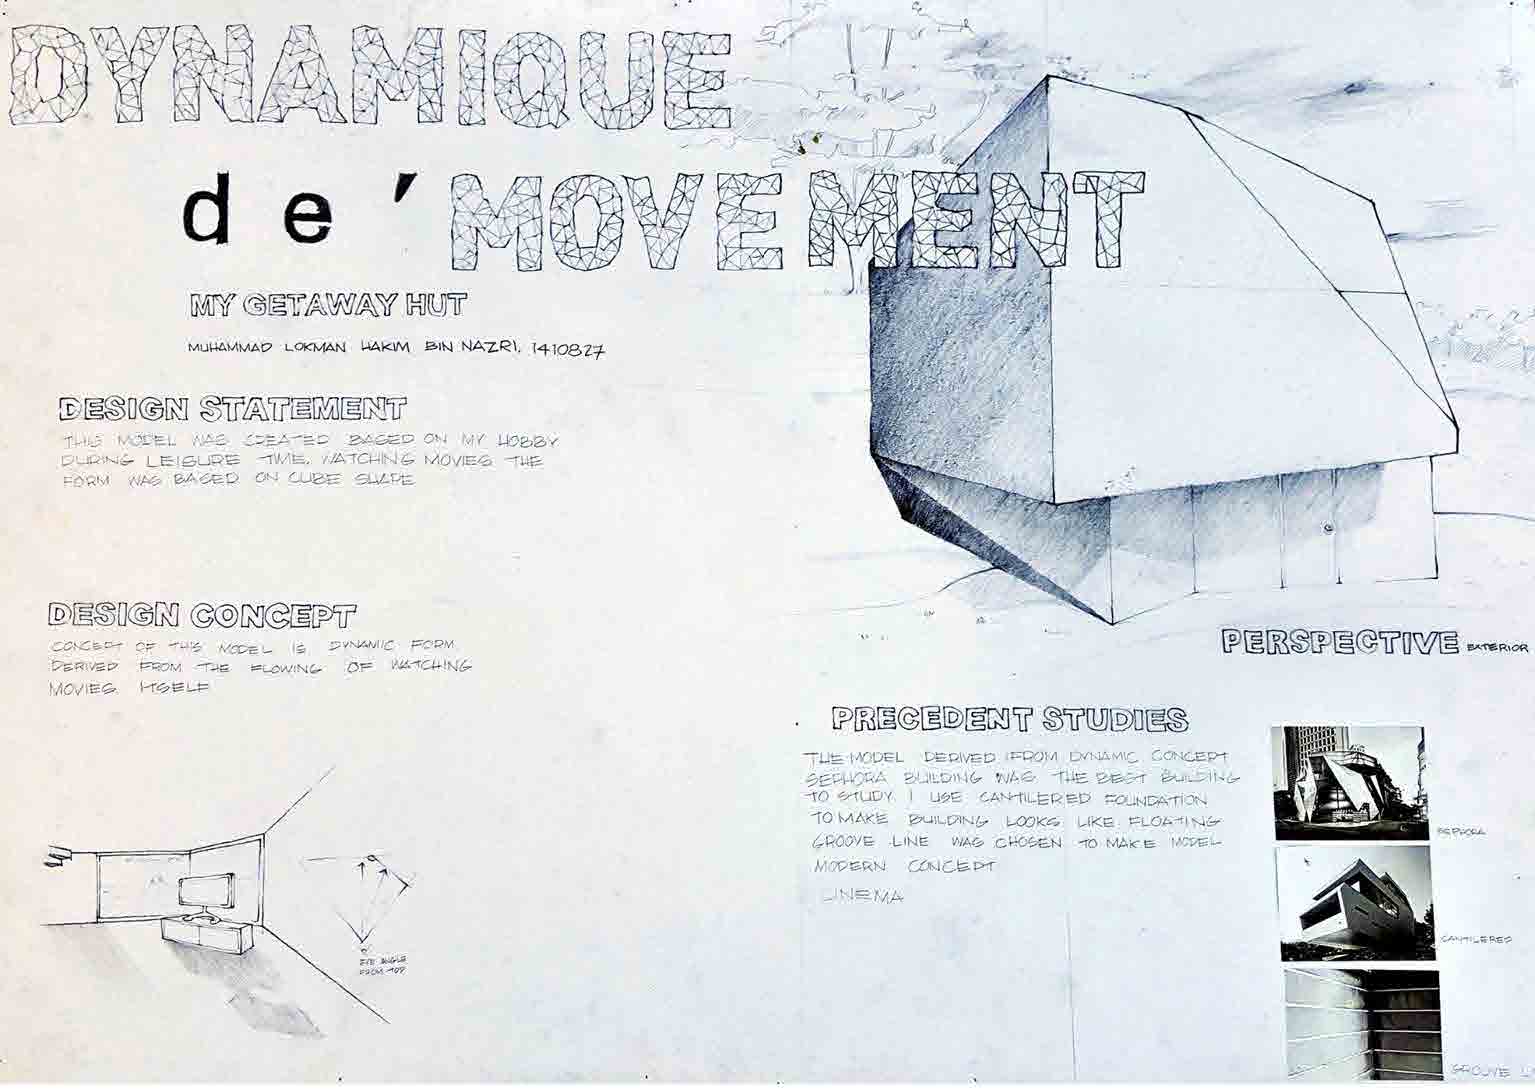 DYNAMIQUE
de'MOVEMENT
MY GETAWAY HUT
MUHAMMAD LOKMAN HAKIM BIN NAZRI. 1410827
DESIGN STATEMENT
THIS MODEL WAS CREATED BASED ON MY HOBBY
DURING LEISURE TIME, WATCHING MOVIES THE
FORM WAS BASED ON CUBE SHAPE
DESIGN CONCEPT
CONCEPT OF THIS MODEL IS DYNAMIC FORM
DERIVED FROM THE FLOWING OF WATCHING
MOVIES ITSELF
EYE ANGLE
FROM TOP
PERSPECTIVE EXTERIOR
PRECEDENT STUDIES
THE MODEL DERIVED FROM DYNAMIC CONCEPT
SEPHORA BUILDING WAS THE BEST BUILDING
TO STUDY. I USE CANTILERED FOUNDATION
TO MAKE BUILDING LOOKS LIKE FLOATING
GROOVE LINE WAS CHOSEN TO MAKE MODEL
MODERN CONCEPT
SEPHORA
CANTILERED
GROOVE